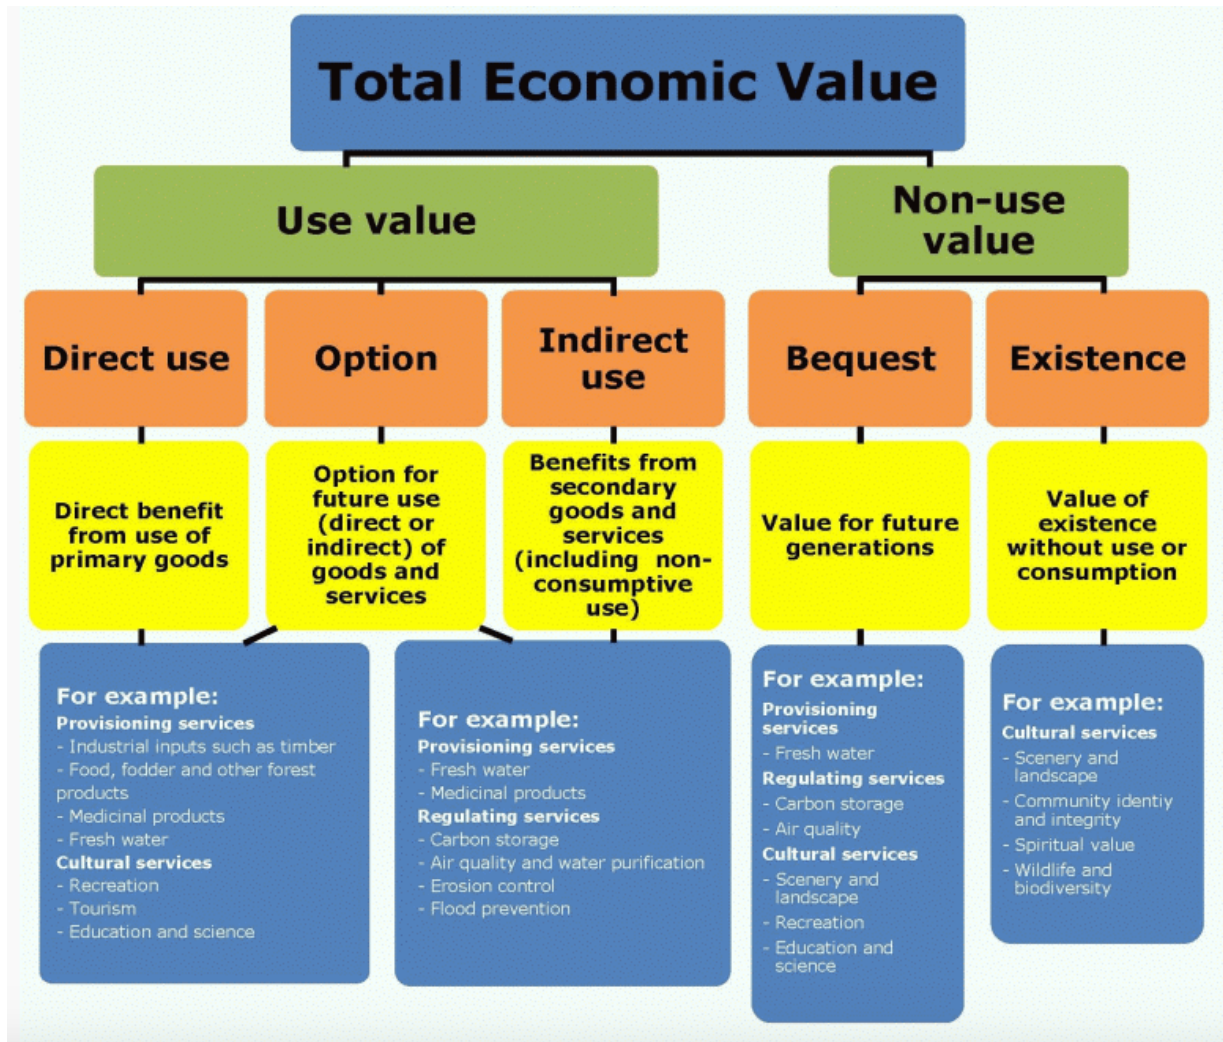 Total Economic Value
Use value
Non-use
value
Direct use
Option
Indirect
use
Bequest
Existence
Direct benefit
from use of
primary goods
Option for
future use
(direct or
indirect) of
goods and
services
Benefits from
secondary
goods and
services
(including non-
consumptive
use)
Value for future
generations
Value of
existence
without use or
consumption
For example:
Provisioning services
- Industrial inputs such as timber
- Food, fodder and other forest
products
- Medicinal products
- Fresh water
Cultural services
- Recreation
- Tourism
- Education and science
For example:
Provisioning services
- Fresh water
- Medicinal products
Regulating services
- Carbon storage
- Air quality and water purification
- Erosion control
- Flood prevention
For example:
Provisioning
services
- Fresh water
Regulating services
- Carbon storage
- Air quality
Cultural services
- Scenery and
landscape
- Recreation
- Education and
science
For example:
Cultural services
- Scenery and
landscape
- Community identiy
and integrity
- Spiritual value
- Wildlife and
biodiversity